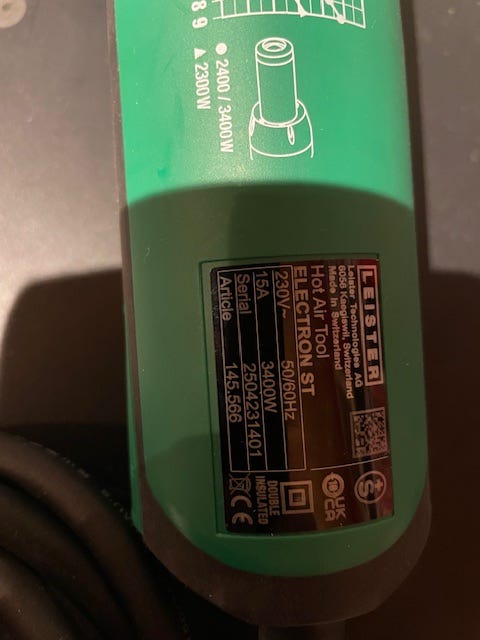 8 9
● 2400 / 3400W
▲ 2300W
LEISTER
Leister Technologies AG
6056 Kaegiswil, Switzerland
Made in Switzerland
Hot Air Tool
ELECTRON ST
230V~ 50/60Hz
15A 3400W
Serial 2504231401
Article 145.566
S
UK
CA
DOUBLE
INSULATED
CE